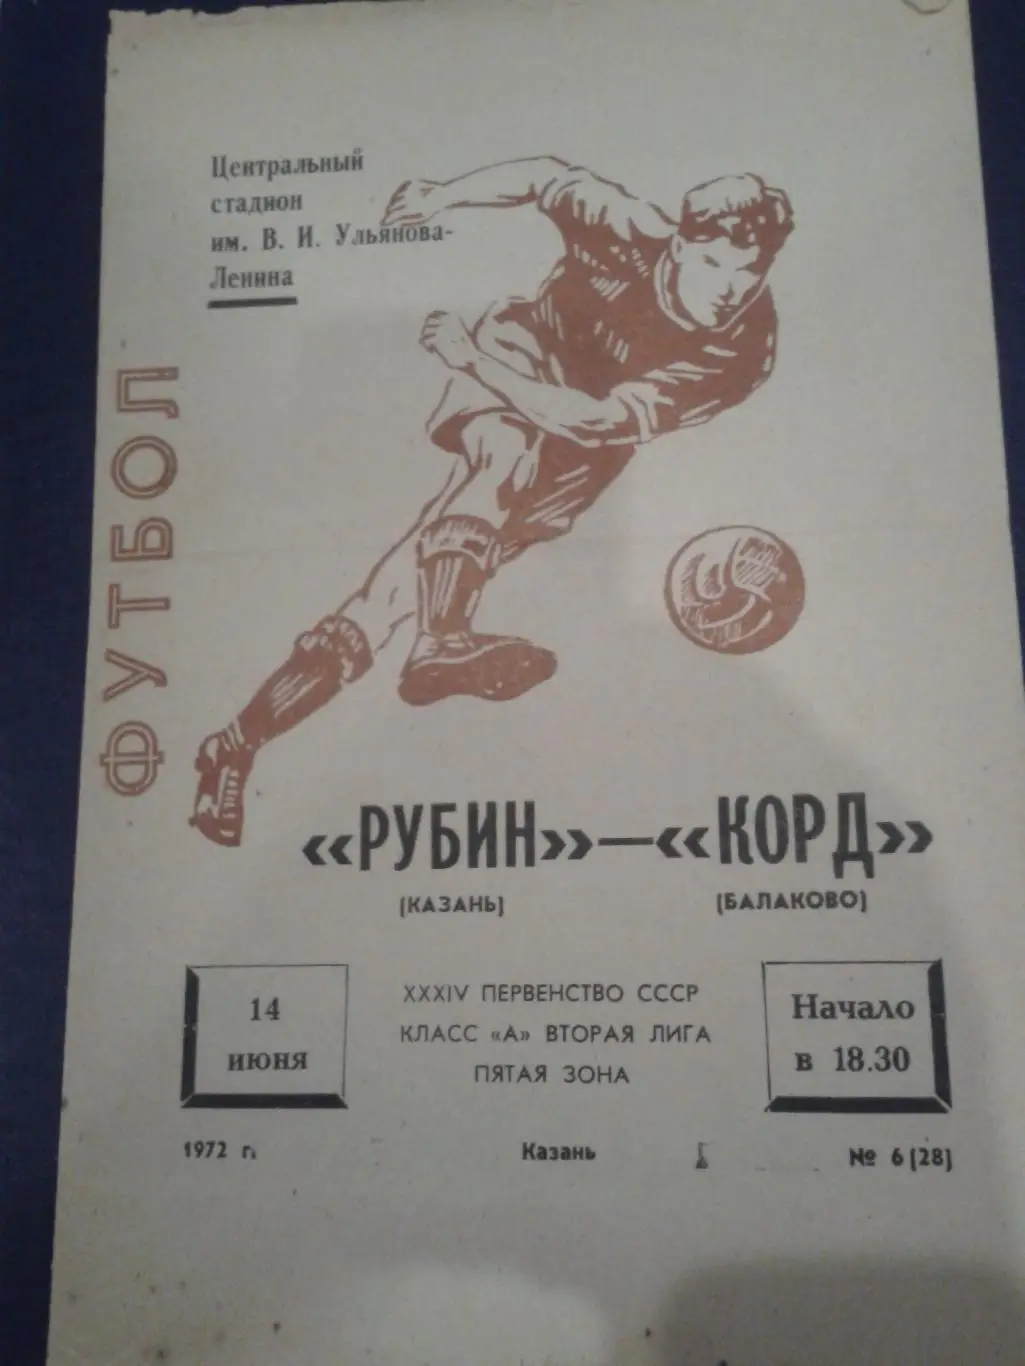 Центральный
стадион
им. В. И. Ульянова-
Ленина
ФУТБОЛ
«РУБИН»—«КОРД»
(КАЗАНЬ) (БАЛАКОВО)
14
июня
XXXIV ПЕРВЕНСТВО СССР
КЛАСС «А» ВТОРАЯ ЛИГА
ПЯТАЯ ЗОНА
Начало
в 18.30
1972 г. Казань № 6 (28)